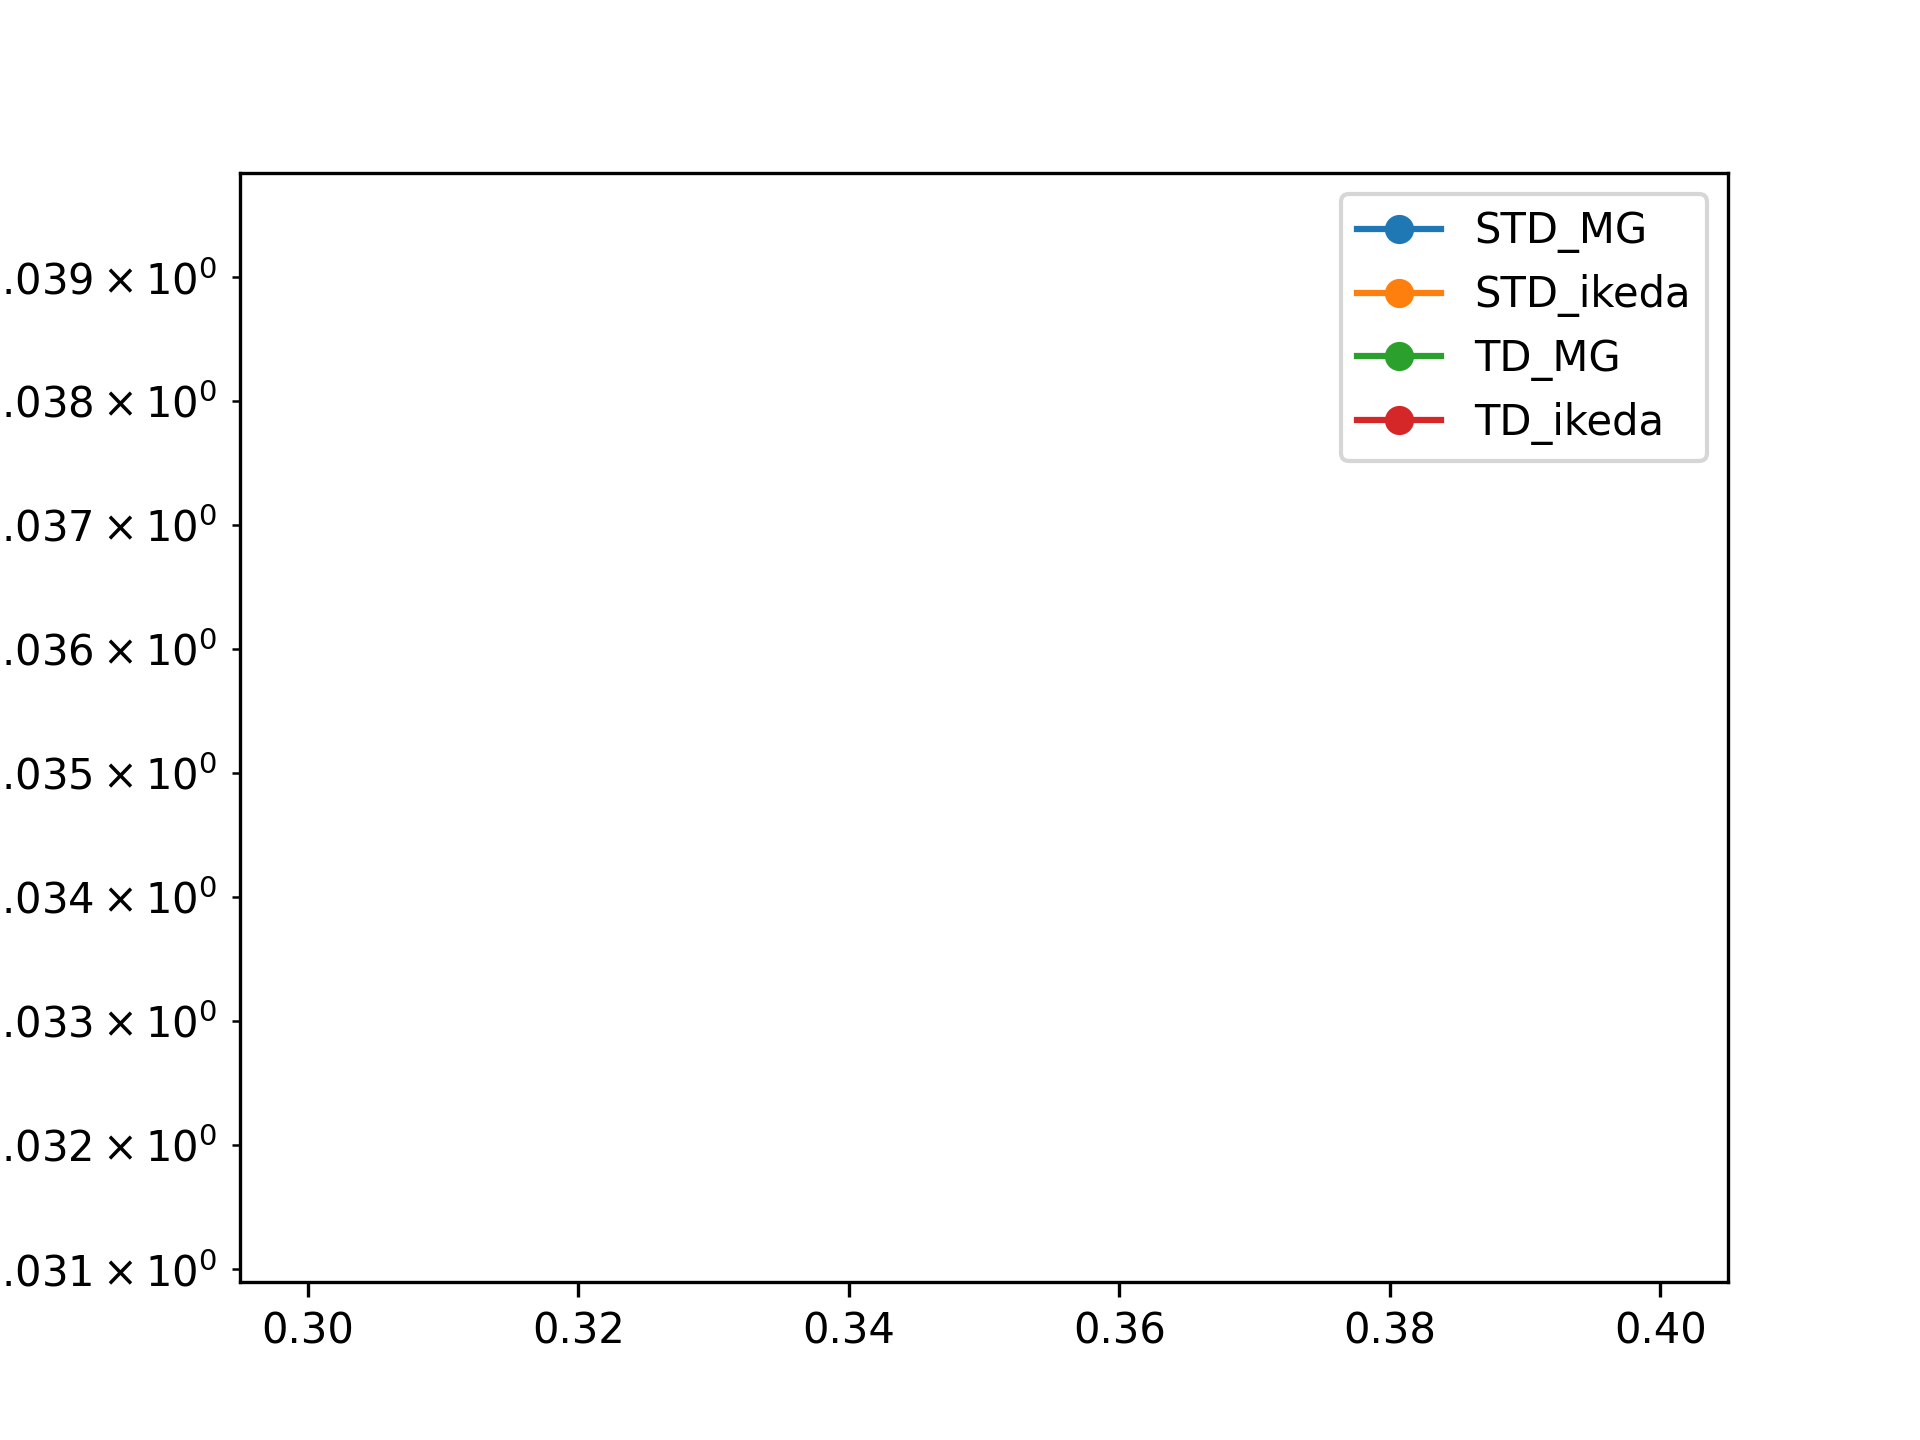 STD_MG
STD_ikeda
TD_MG
TD_ikeda
.039 × 10⁰
.038 × 10⁰
.037 × 10⁰
.036 × 10⁰
.035 × 10⁰
.034 × 10⁰
.033 × 10⁰
.032 × 10⁰
.031 × 10⁰
0.30 0.32 0.34 0.36 0.38 0.40